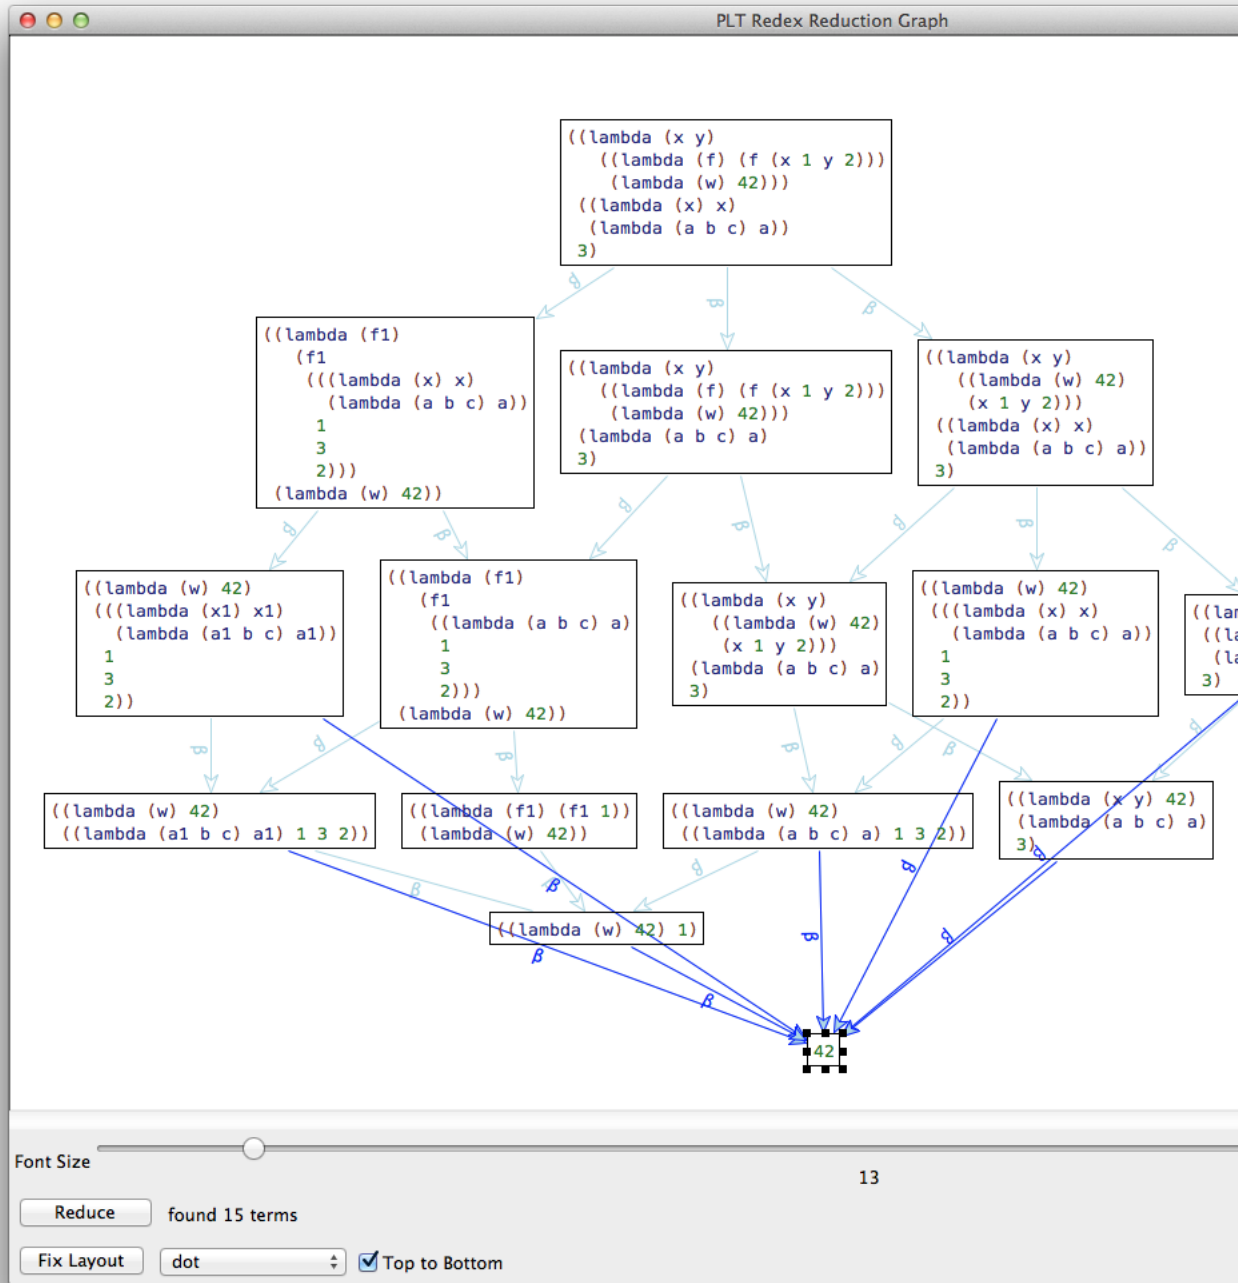 PLT Redex Reduction Graph
((lambda (x y)
((lambda (f) (f (x 1 y 2)))
(lambda (w) 42)))
((lambda (x) x)
(lambda (a b c) a))
3)
β
β
β
((lambda (f1)
(f1
(((lambda (x) x)
(lambda (a b c) a))
1
3
2)))
(lambda (w) 42))
((lambda (x y)
((lambda (f) (f (x 1 y 2)))
(lambda (w) 42)))
(lambda (a b c) a)
3)
((lambda (x y)
((lambda (w) 42)
(x 1 y 2)))
((lambda (x) x)
(lambda (a b c) a))
3)
β
β
β
β
β
β
β
((lambda (w) 42)
(((lambda (x1) x1)
(lambda (a1 b c) a1))
1
3
2))
((lambda (f1)
(f1
((lambda (a b c) a)
1
3
2)))
(lambda (w) 42))
((lambda (x y)
((lambda (w) 42)
(x 1 y 2)))
(lambda (a b c) a)
3)
((lambda (w) 42)
(((lambda (x) x)
(lambda (a b c) a))
1
3
2))
3)
β
β
β
β
β
β
β
((lambda (w) 42)
((lambda (a1 b c) a1) 1 3 2))
((lambda (f1) (f1 1))
(lambda (w) 42))
((lambda (w) 42)
((lambda (a b c) a) 1 3 2))
((lambda (x y) 42)
(lambda (a b c) a)
3)
β
β
β
β
β
β
((lambda (w) 42) 1)
β
β
β
β
42
Font Size
13
Reduce
found 15 terms
Fix Layout
dot
Top to Bottom